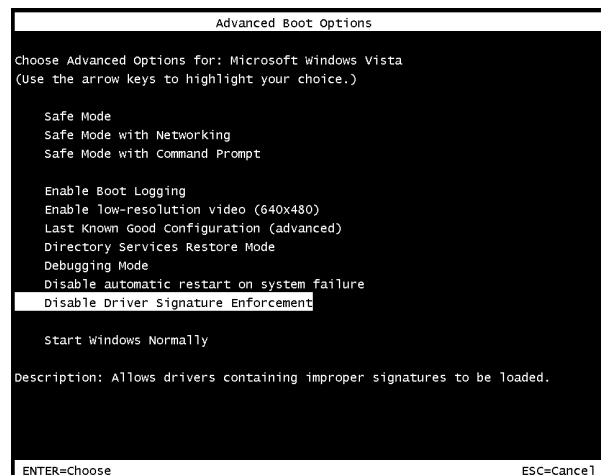 Advanced Boot Options
Choose Advanced Options for: Microsoft Windows Vista
(Use the arrow keys to highlight your choice.)
Safe Mode
Safe Mode with Networking
Safe Mode with Command Prompt
Enable Boot Logging
Enable low-resolution video (640x480)
Last Known Good Configuration (advanced)
Directory Services Restore Mode
Debugging Mode
Disable automatic restart on system failure
Disable Driver Signature Enforcement
Start Windows Normally
Description: Allows drivers containing improper signatures to be loaded.
ENTER=Choose ESC=Cancel